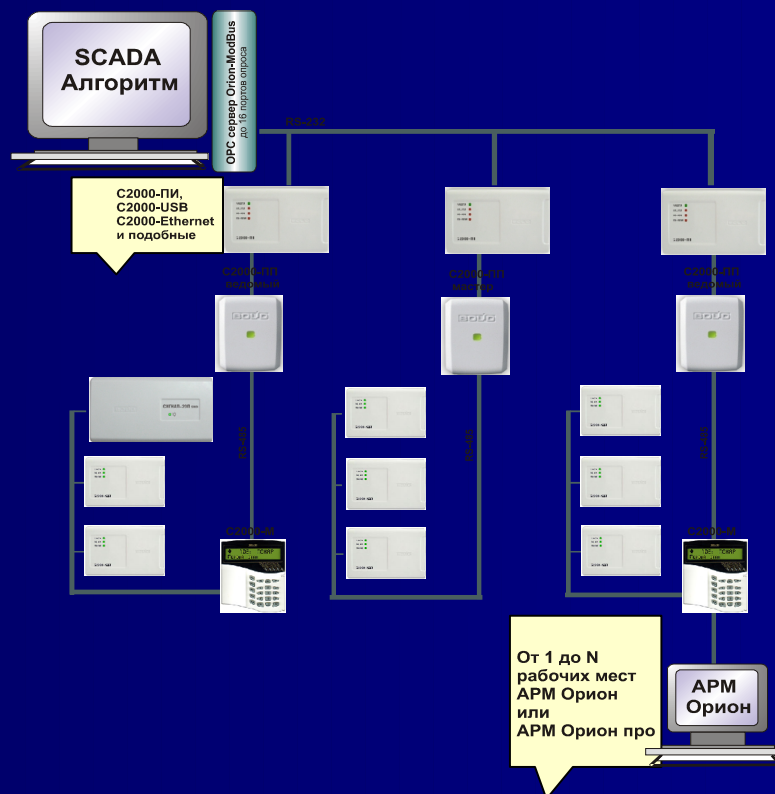 SCADA
Алгоритм
OPC сервер Orion-ModBus
до 16 портов опроса
RS-232
С2000-ПИ,
C2000-USB
C2000-Ethernet
и подобные
С2000-ПП
ведомый
С2000-ПП
мастер
С2000-ПП
ведомый
RS-485
RS-485
RS-485
С2000-М
С2000-М
От 1 до N
рабочих мест
АРМ Орион
или
АРМ Орион про
АРМ
Орион